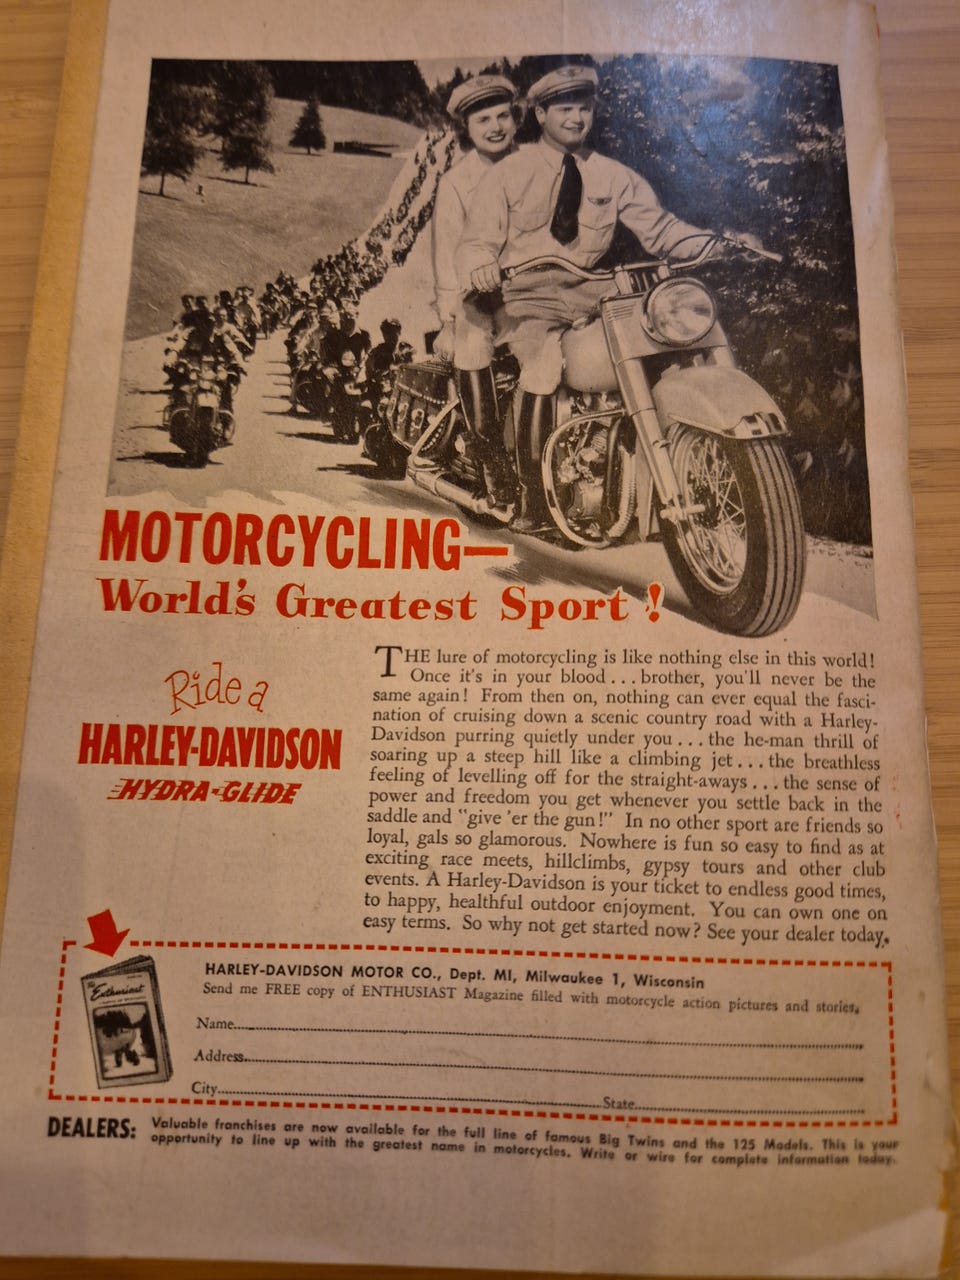 MOTORCYCLING—
World's Greatest Sport!
Ride a
HARLEY-DAVIDSON
HYDRA-GLIDE
THE lure of motorcycling is like nothing else in this world!
Once it's in your blood...brother, you'll never be the
same again! From then on, nothing can ever equal the fasci-
nation of cruising down a scenic country road with a Harley-
Davidson purring quietly under you...the he-man thrill of
soaring up a steep hill like a climbing jet...the breathless
feeling of levelling off for the straight-aways...the sense of
power and freedom you get whenever you settle back in the
saddle and "give 'er the gun!" In no other sport are friends so
loyal, gals so glamorous. Nowhere is fun so easy to find as at
exciting race meets, hillclimbs, gypsy tours and other club
events. A Harley-Davidson is your ticket to endless good times,
to happy, healthful outdoor enjoyment. You can own one on
easy terms. So why not get started now? See your dealer today.
The
Enthusiast
HARLEY-DAVIDSON MOTOR CO., Dept. MI, Milwaukee 1, Wisconsin
Send me FREE copy of ENTHUSIAST Magazine filled with motorcycle action pictures and stories.
Name
Address
City State
DEALERS: Valuable franchises are now available for the full line of famous Big Twins and the 125 Models. This is your
opportunity to line up with the greatest name in motorcycles. Write or wire for complete information today.